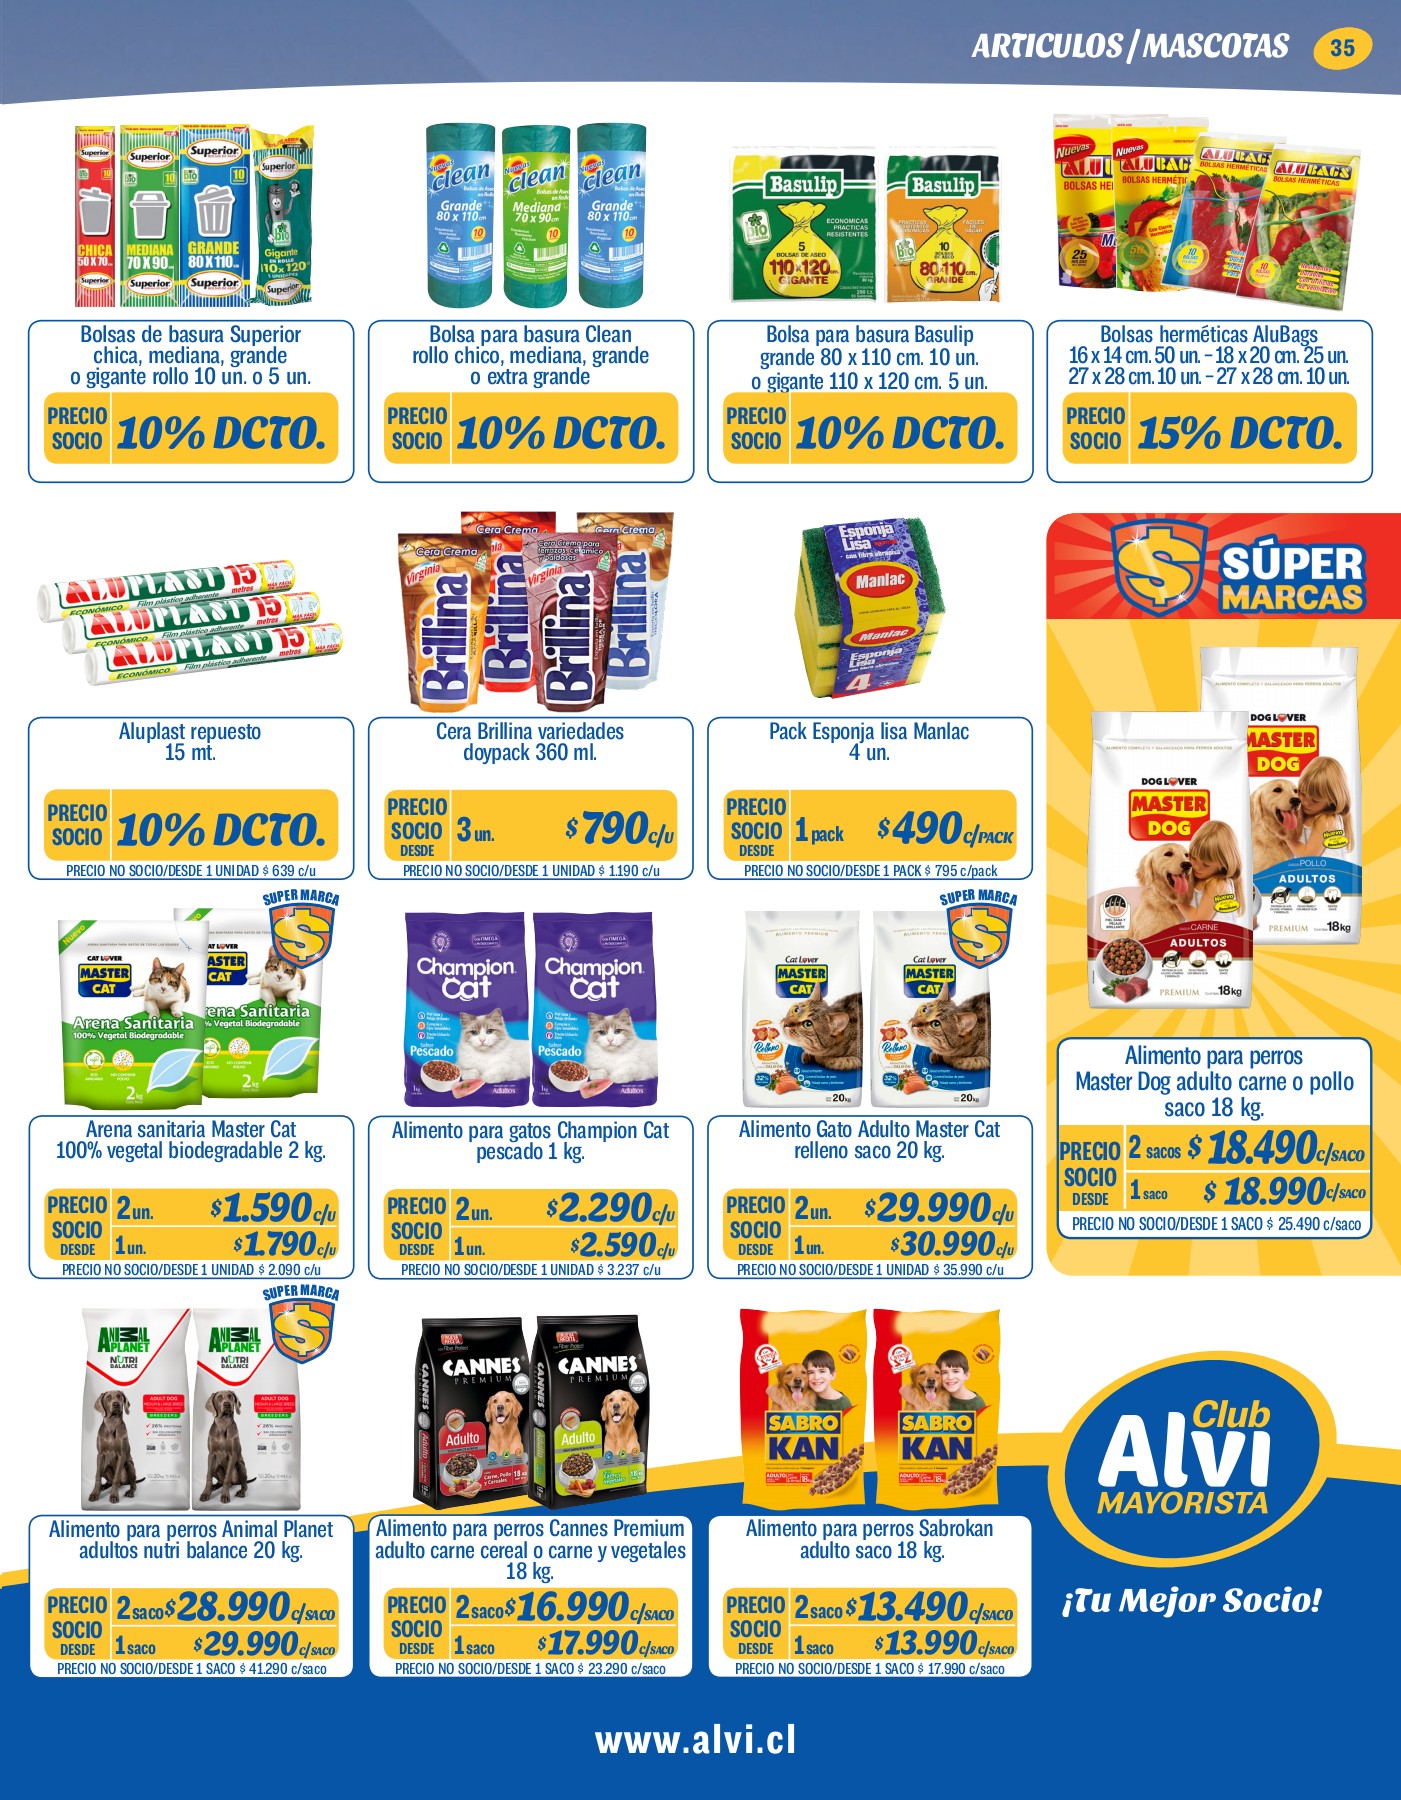 ARTICULOS / MASCOTAS 35
Bolsas de basura Superior
chica, mediana, grande
o gigante rollo 10 un. o 5 un.
PRECIO
SOCIO
10% DCTO.
Bolsa para basura Clean
rollo chico, mediana, grande
o extra grande
PRECIO
SOCIO
10% DCTO.
Bolsa para basura Basulip
grande 80 x 110 cm. 10 un.
o gigante 110 x 120 cm. 5 un.
PRECIO
SOCIO
10% DCTO.
Bolsas herméticas AluBags
16 x 14 cm. 50 un. – 18 x 20 cm. 25 un.
27 x 28 cm. 10 un. – 27 x 28 cm. 10 un.
PRECIO
SOCIO
15% DCTO.
Aluplast repuesto
15 mt.
PRECIO
SOCIO
10% DCTO.
PRECIO NO SOCIO/DESDE 1 UNIDAD $ 639 c/u
Cera Brillina variedades
doypack 360 ml.
PRECIO
SOCIO
DESDE
3 un. $ 790 c/u
PRECIO NO SOCIO/DESDE 1 UNIDAD $ 1.190 c/u
Pack Esponja lisa Manlac
4 un.
PRECIO
SOCIO
DESDE
1 pack $ 490 c/PACK
PRECIO NO SOCIO/DESDE 1 PACK $ 795 c/pack
SÚPER
MARCAS
DOG LOVER
MASTER
DOG
CARNE
POLLO
ADULTOS
PREMIUM
18kg
Alimento para perros
Master Dog adulto carne o pollo
saco 18 kg.
PRECIO
SOCIO
DESDE
2 sacos $ 18.490 c/SACO
1 saco $ 18.990 c/SACO
PRECIO NO SOCIO/DESDE 1 SACO $ 25.490 c/saco
SUPER MARCA
Arena sanitaria Master Cat
100% vegetal biodegradable 2 kg.
PRECIO
SOCIO
DESDE
2 un. $ 1.590 c/u
1 un. $ 1.790 c/u
PRECIO NO SOCIO/DESDE 1 UNIDAD $ 2.090 c/u
Alimento para gatos Champion Cat
pescado 1 kg.
PRECIO
SOCIO
DESDE
2 un. $ 2.290 c/u
1 un. $ 2.590 c/u
PRECIO NO SOCIO/DESDE 1 UNIDAD $ 3.237 c/u
SUPER MARCA
Alimento Gato Adulto Master Cat
relleno saco 20 kg.
PRECIO
SOCIO
DESDE
2 un. $ 29.990 c/u
1 un. $ 30.990 c/u
PRECIO NO SOCIO/DESDE 1 UNIDAD $ 35.990 c/u
SUPER MARCA
Alimento para perros Animal Planet
adultos nutri balance 20 kg.
PRECIO
SOCIO
DESDE
2 saco $ 28.990 c/SACO
1 saco $ 29.990 c/SACO
PRECIO NO SOCIO/DESDE 1 SACO $ 41.290 c/saco
Alimento para perros Cannes Premium
adulto carne cereal o carne y vegetales
18 kg.
PRECIO
SOCIO
DESDE
2 saco $ 16.990 c/SACO
1 saco $ 17.990 c/SACO
PRECIO NO SOCIO/DESDE 1 SACO $ 23.290 c/saco
Alimento para perros Sabrokan
adulto saco 18 kg.
PRECIO
SOCIO
DESDE
2 saco $ 13.490 c/SACO
1 saco $ 13.990 c/SACO
PRECIO NO SOCIO/DESDE 1 SACO $ 17.990 c/saco
Club
Alvi
MAYORISTA
¡Tu Mejor Socio!
www.alvi.cl